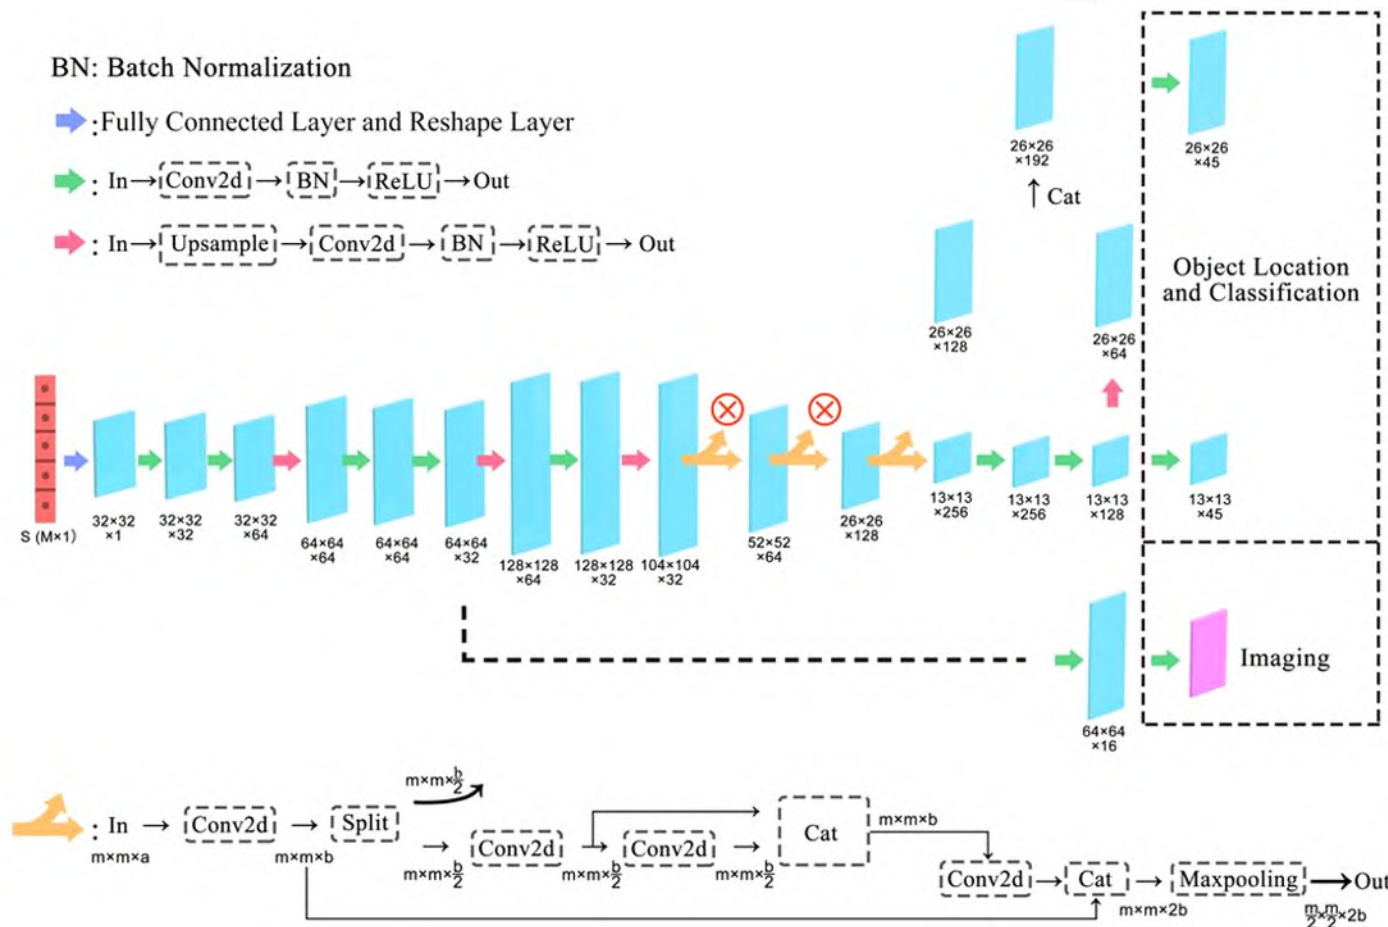 BN: Batch Normalization
:Fully Connected Layer and Reshape Layer
: In→Conv2d→BN→ReLU→Out
: In→Upsample→Conv2d→BN→ReLU→Out
26×26
×192
26×26
×45
↑Cat
26×26
×128
26×26
×64
Object Location
and Classification
S (M×1)
32×32
×1
32×32
×32
32×32
×64
64×64
×64
64×64
×64
64×64
×32
128×128
×64
128×128
×32
104×104
×32
52×52
×64
26×26
×128
13×13
×256
13×13
×256
13×13
×128
13×13
×45
64×64
×16
Imaging
: In → Conv2d → Split
m×m×a
m×m×b
m×m×b/2
m×m×b/2
Conv2d
m×m×b/2
Conv2d
m×m×b/2
Cat
m×m×b
Conv2d→Cat→Maxpooling→Out
m×m×2b
m/2×m/2×2b